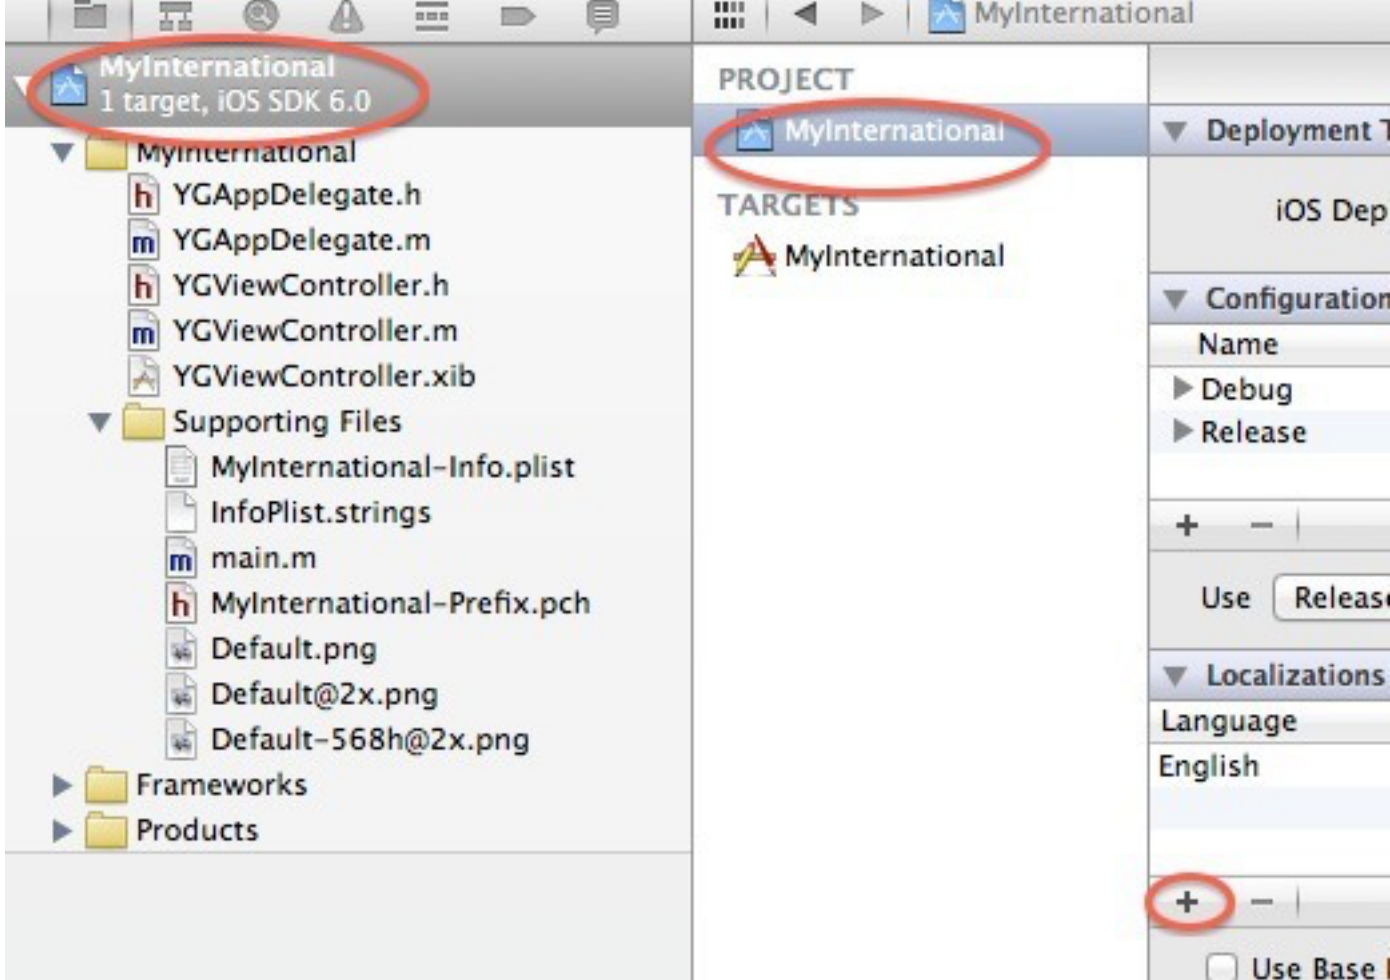 MyInternational
1 target, iOS SDK 6.0
MyInternational
YGAppDelegate.h
YGAppDelegate.m
YGViewController.h
YGViewController.m
YGViewController.xib
Supporting Files
MyInternational-Info.plist
InfoPlist.strings
main.m
MyInternational-Prefix.pch
Default.png
Default@2x.png
Default-568h@2x.png
Frameworks
Products
MyInternational
PROJECT
MyInternational
TARGETS
MyInternational
Deployment T
iOS Dep
Configuration
Name
Debug
Release
+ −
Use Release
Localizations
Language
English
+ −
Use Base